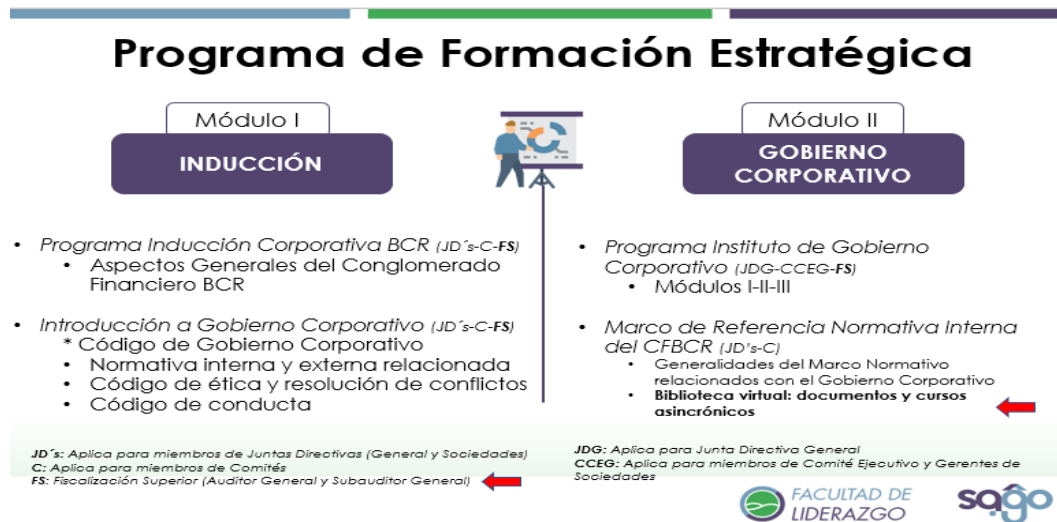 Programa de Formación Estratégica
Módulo I
INDUCCIÓN
• Programa Inducción Corporativa BCR (JD´s-C-FS)
• Aspectos Generales del Conglomerado
Financiero BCR
• Introducción a Gobierno Corporativo (JD´s-C-FS)
* Código de Gobierno Corporativo
• Normativa interna y externa relacionada
• Código de ética y resolución de conflictos
• Código de conducta
JD´s: Aplica para miembros de Juntas Directivas (General y Sociedades)
C: Aplica para miembros de Comités
FS: Fiscalización Superior (Auditor General y Subauditor General)
Módulo II
GOBIERNO
CORPORATIVO
• Programa Instituto de Gobierno
Corporativo (JDG-CCEG-FS)
• Módulos I-II-III
• Marco de Referencia Normativa Interna
del CFBCR (JD's-C)
• Generalidades del Marco Normativo
relacionados con el Gobierno Corporativo
• Biblioteca virtual: documentos y cursos
asincrónicos
JDG: Aplica para Junta Directiva General
CCEG: Aplica para miembros de Comité Ejecutivo y Gerentes de
Sociedades
FACULTAD DE
LIDERAZGO
sago